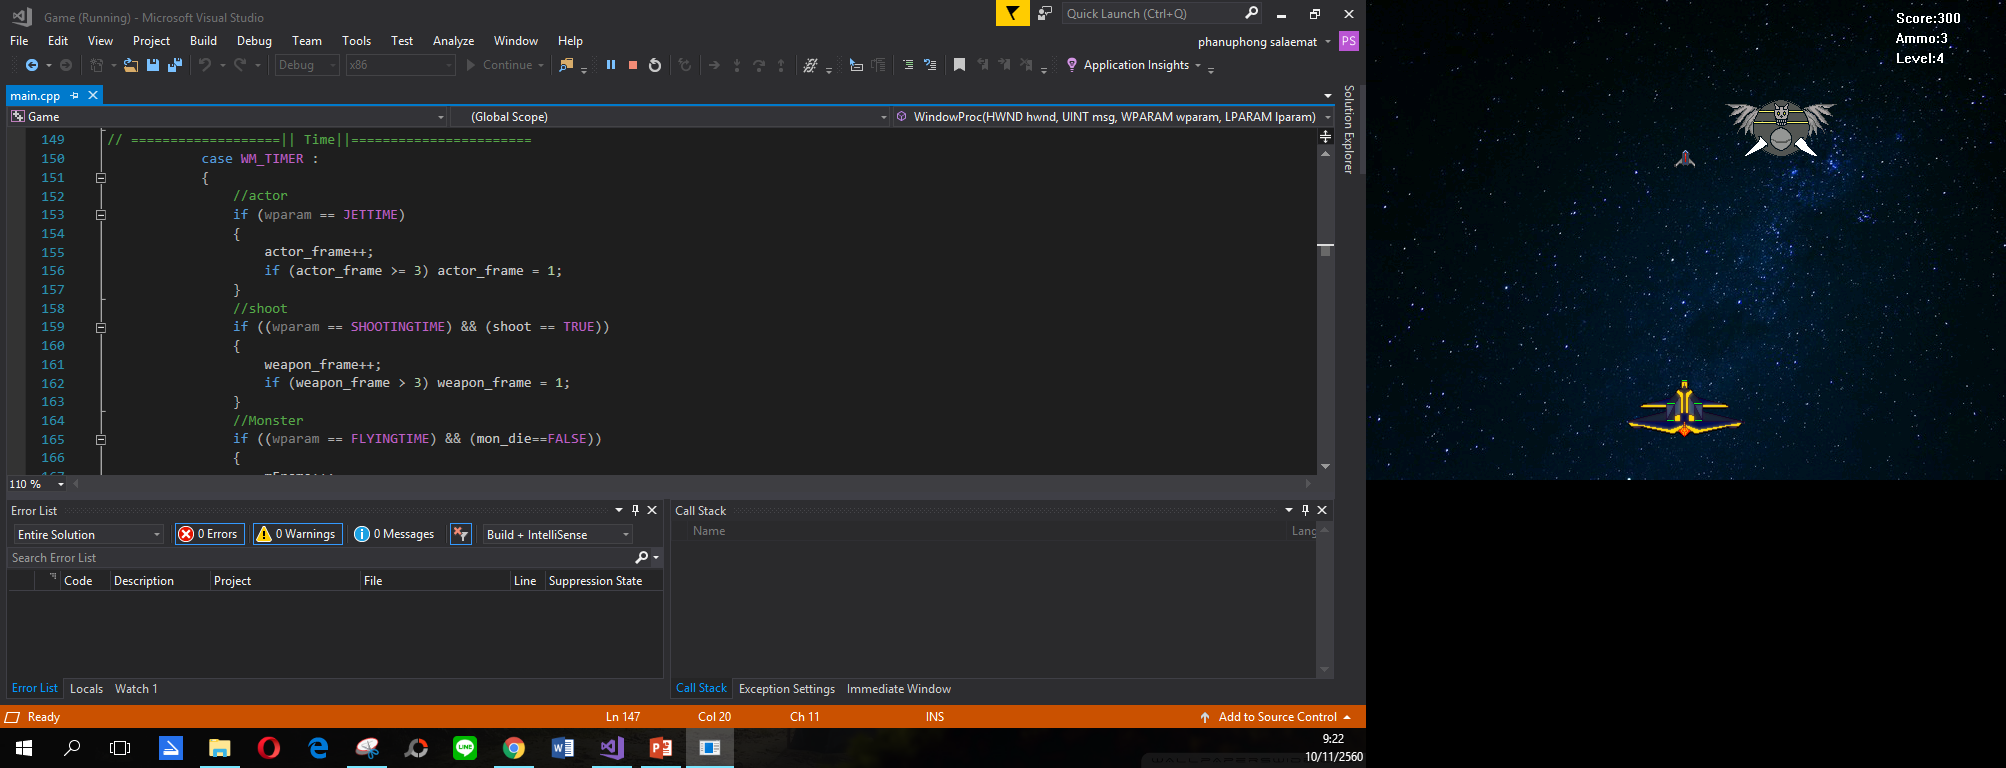 Game (Running) - Microsoft Visual Studio
Quick Launch (Ctrl+Q)
File Edit View Project Build Debug Team Tools Test Analyze Window Help
phanuphong salaemat PS
Debug x86 Continue Application Insights
main.cpp
Game (Global Scope) WindowProc(HWND hwnd, UINT msg, WPARAM wparam, LPARAM lparam)
149 // ===================|| Time||=======================
150 case WM_TIMER :
151 {
152 //actor
153 if (wparam == JETTIME)
154 {
155 actor_frame++;
156 if (actor_frame >= 3) actor_frame = 1;
157 }
158 //shoot
159 if ((wparam == SHOOTINGTIME) && (shoot == TRUE))
160 {
161 weapon_frame++;
162 if (weapon_frame > 3) weapon_frame = 1;
163 }
164 //Monster
165 if ((wparam == FLYINGTIME) && (mon_die==FALSE))
166 {
110 %
Solution Explorer
Error List
Entire Solution 0 Errors 0 Warnings 0 Messages Build + IntelliSense
Search Error List
Code Description Project File Line Suppression State
Error List Locals Watch 1
Call Stack
Name Lang
Call Stack Exception Settings Immediate Window
Ready Ln 147 Col 20 Ch 11 INS Add to Source Control
LINE
9:22
10/11/2560
Score:300
Ammo:3
Level:4